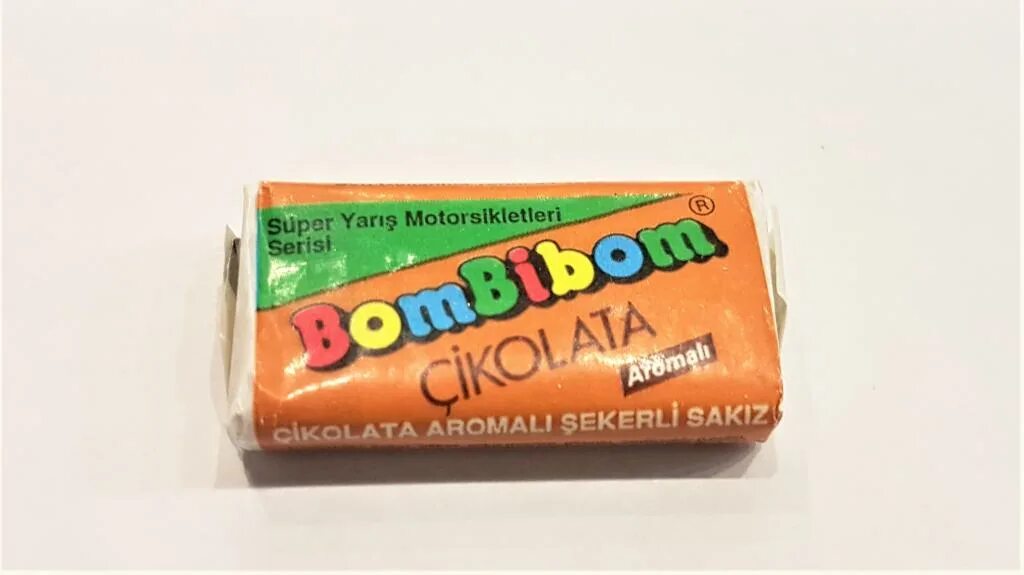 Süper Yarış Motorsikletleri
Serisi
BomBibom ®
ÇİKOLATA
Aromalı
ÇİKOLATA AROMALI ŞEKERLİ SAKIZ